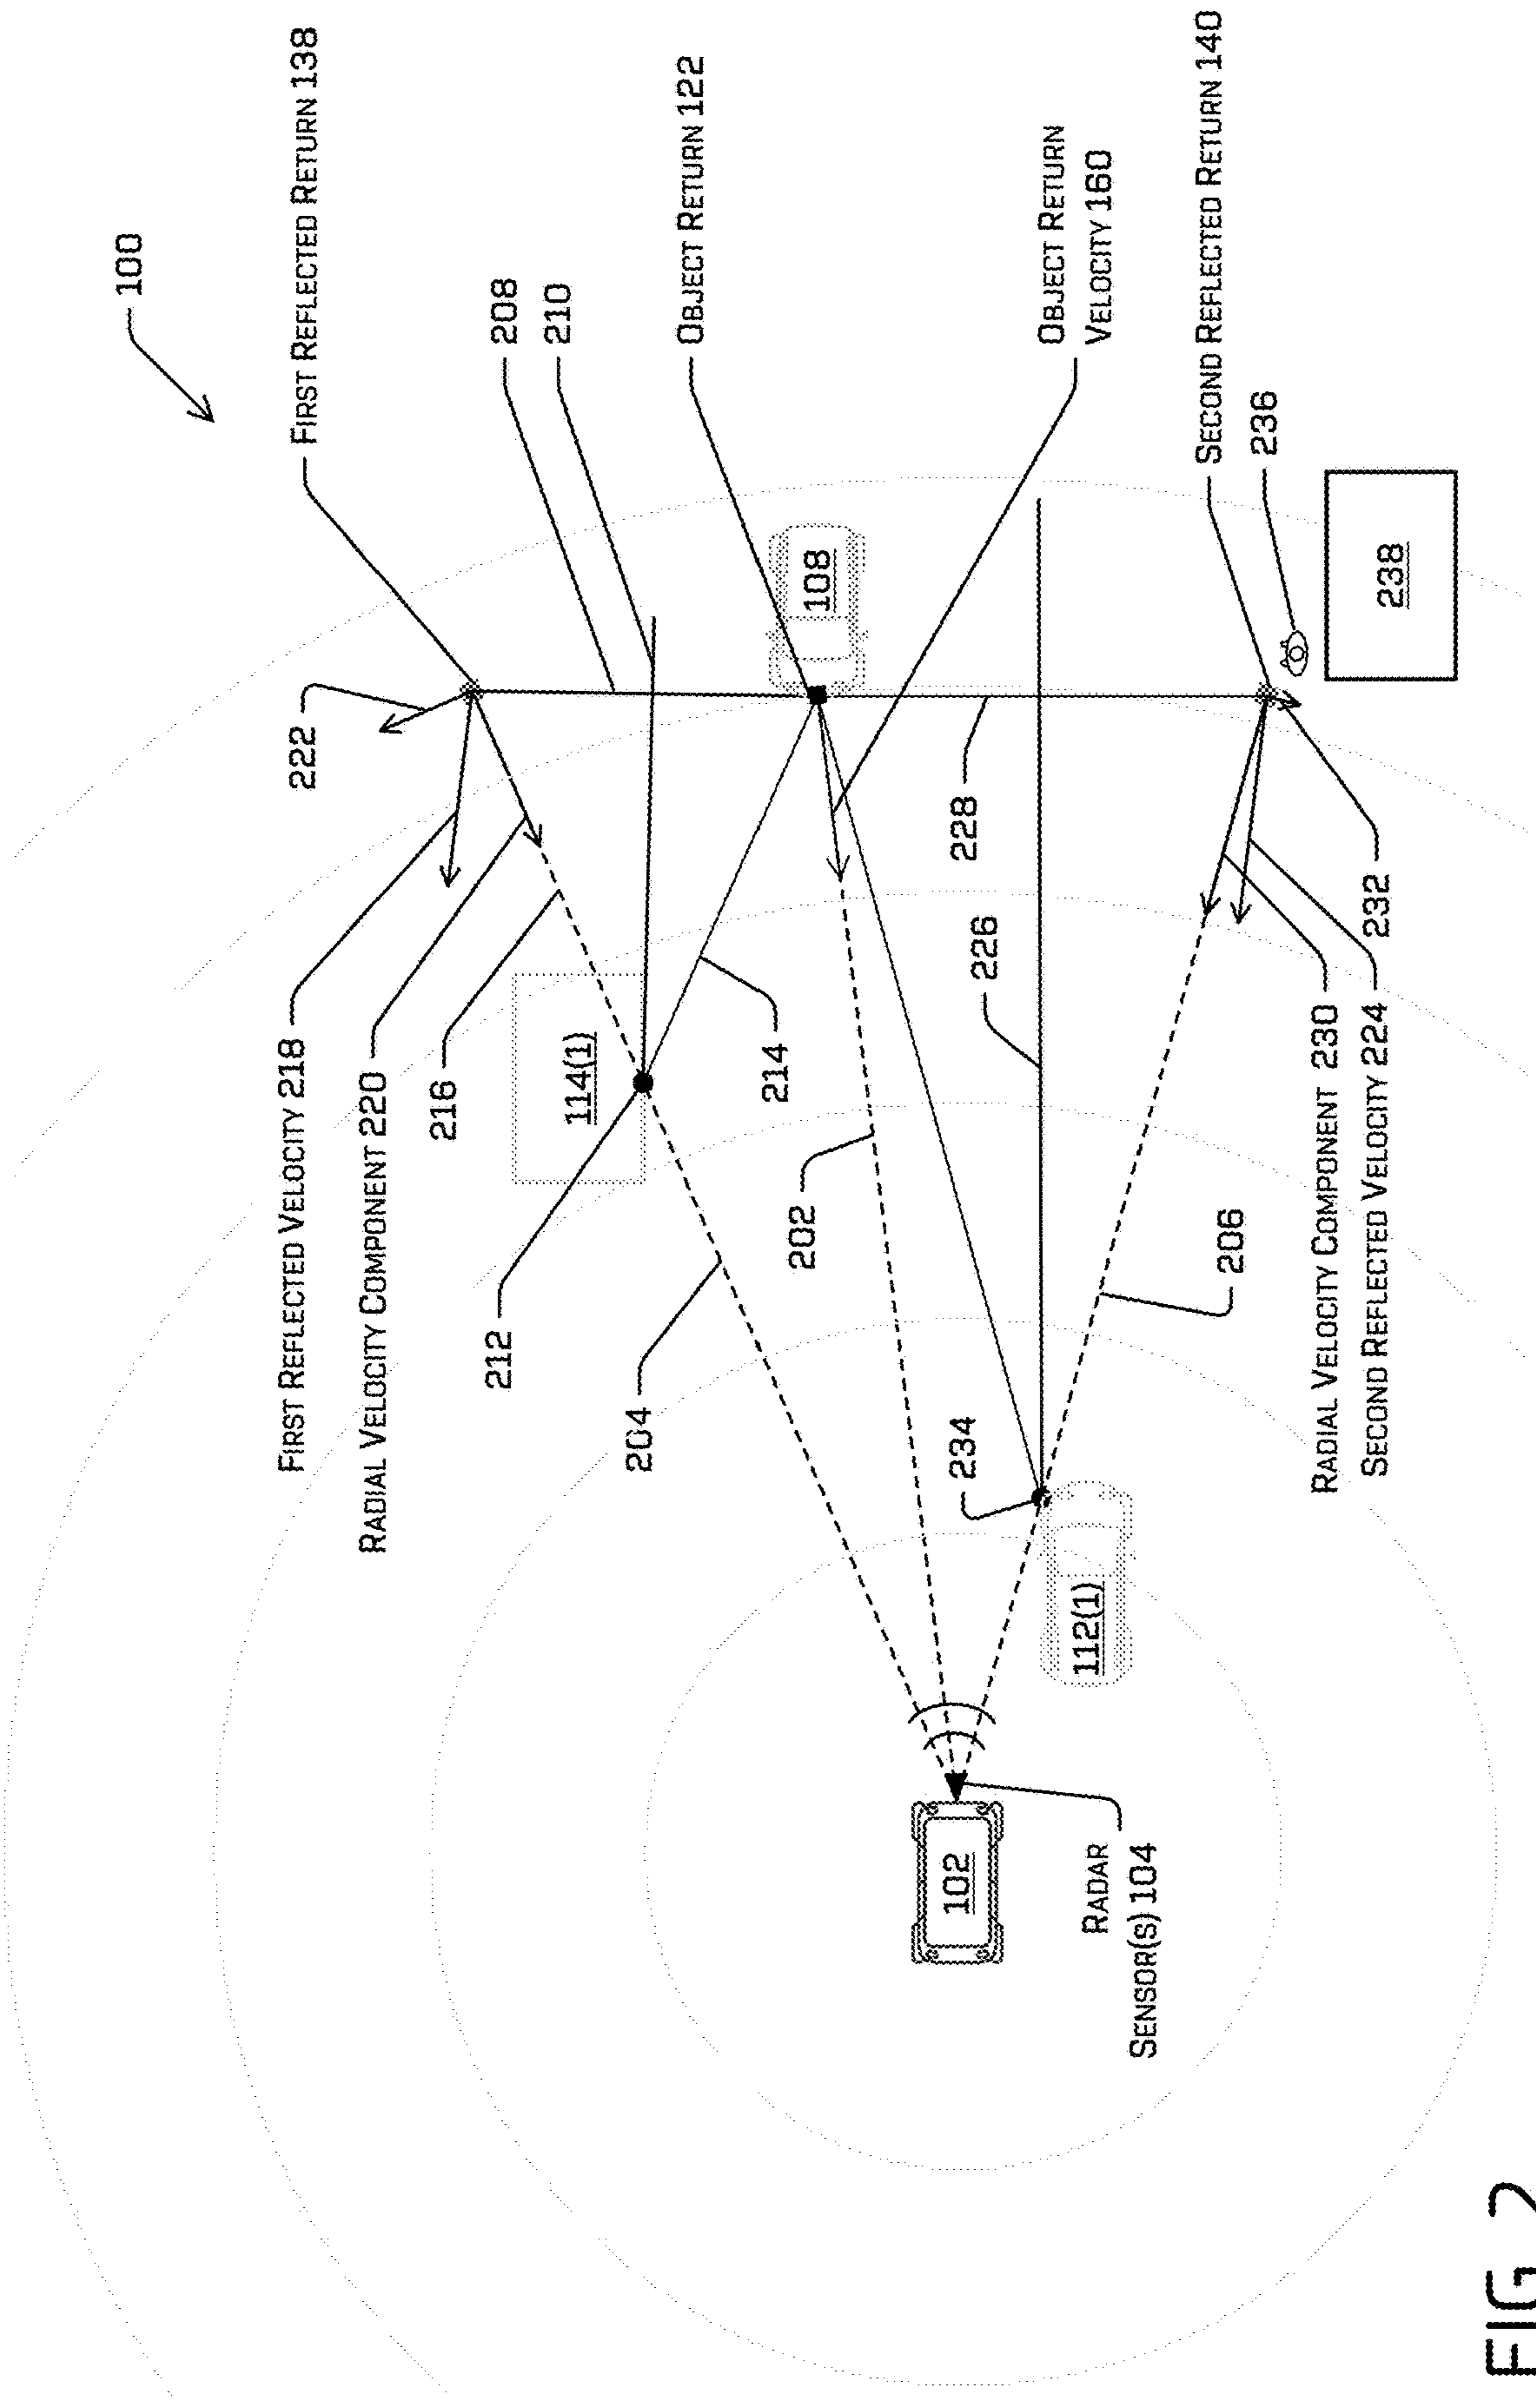 100
FIRST REFLECTED RETURN 138
222
208
210
OBJECT RETURN 122
108
OBJECT RETURN
VELOCITY 160
SECOND REFLECTED RETURN 140
236
238
FIRST REFLECTED VELOCITY 218
RADIAL VELOCITY COMPONENT 220
216
114(1)
214
212
204
202
228
226
232
RADIAL VELOCITY COMPONENT 230
SECOND REFLECTED VELOCITY 224
206
234
112(1)
102
RADAR
SENSOR(S) 104
FIG. 2